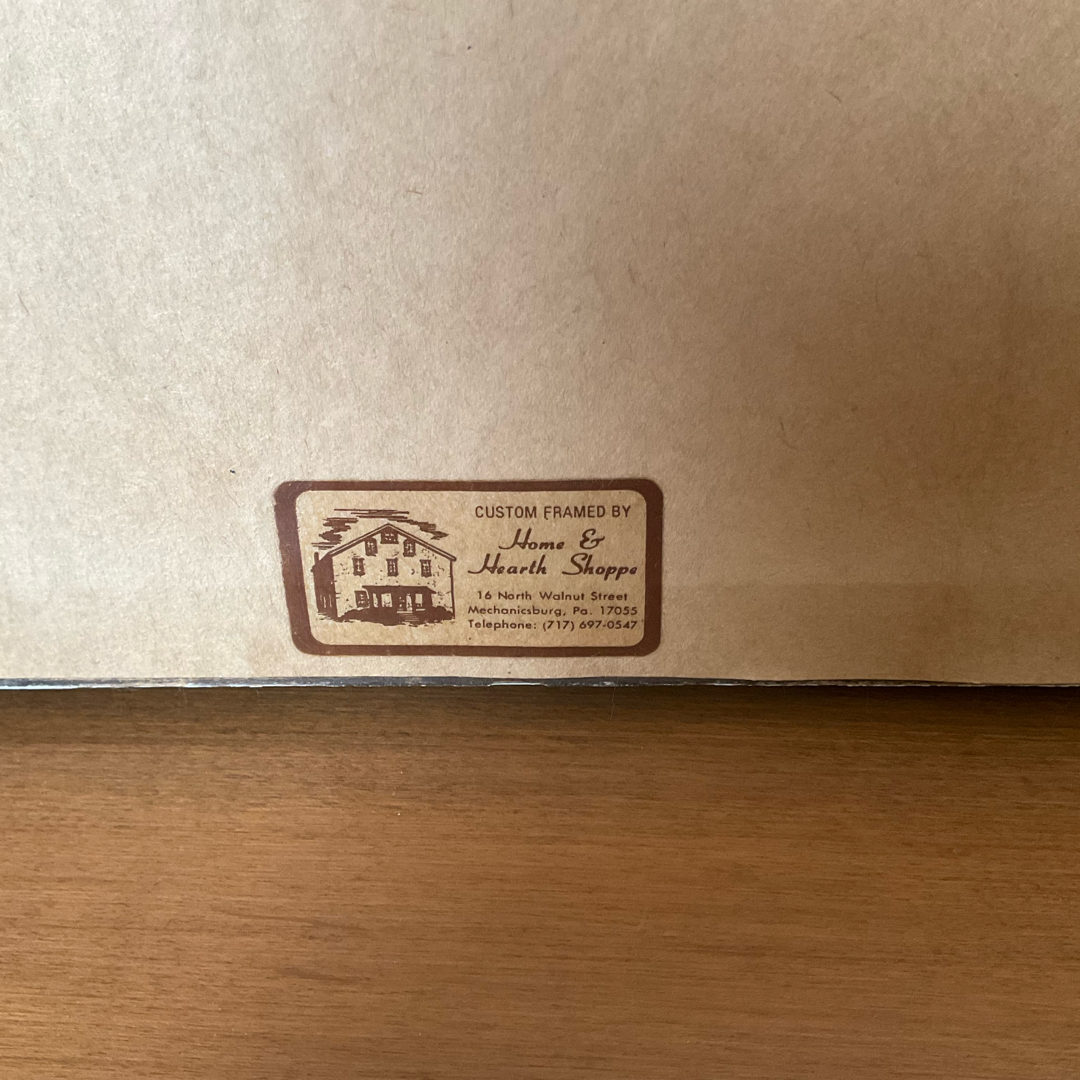 CUSTOM FRAMED BY
Home &
Hearth Shoppe
16 North Walnut Street
Mechanicsburg, Pa. 17055
Telephone: (717) 697-0547